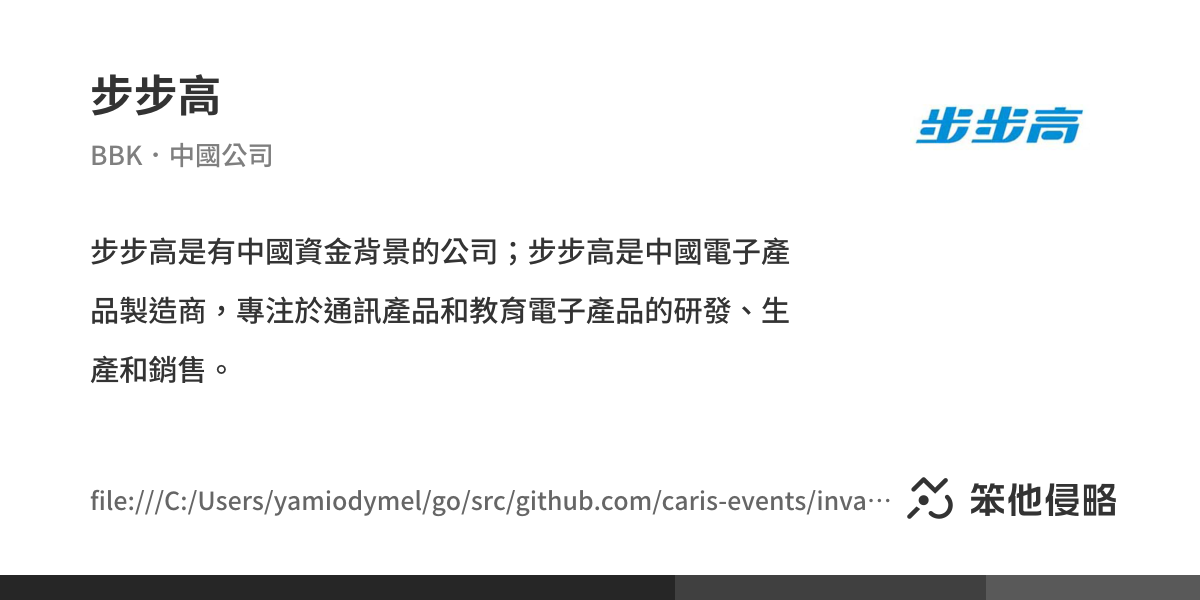 步步高
BBK・中國公司
步步高
步步高是有中國資金背景的公司；步步高是中國電子產
品製造商，專注於通訊產品和教育電子產品的研發、生
產和銷售。
file:///C:/Users/yamiodymel/go/src/github.com/caris-events/inva…
笨他侵略